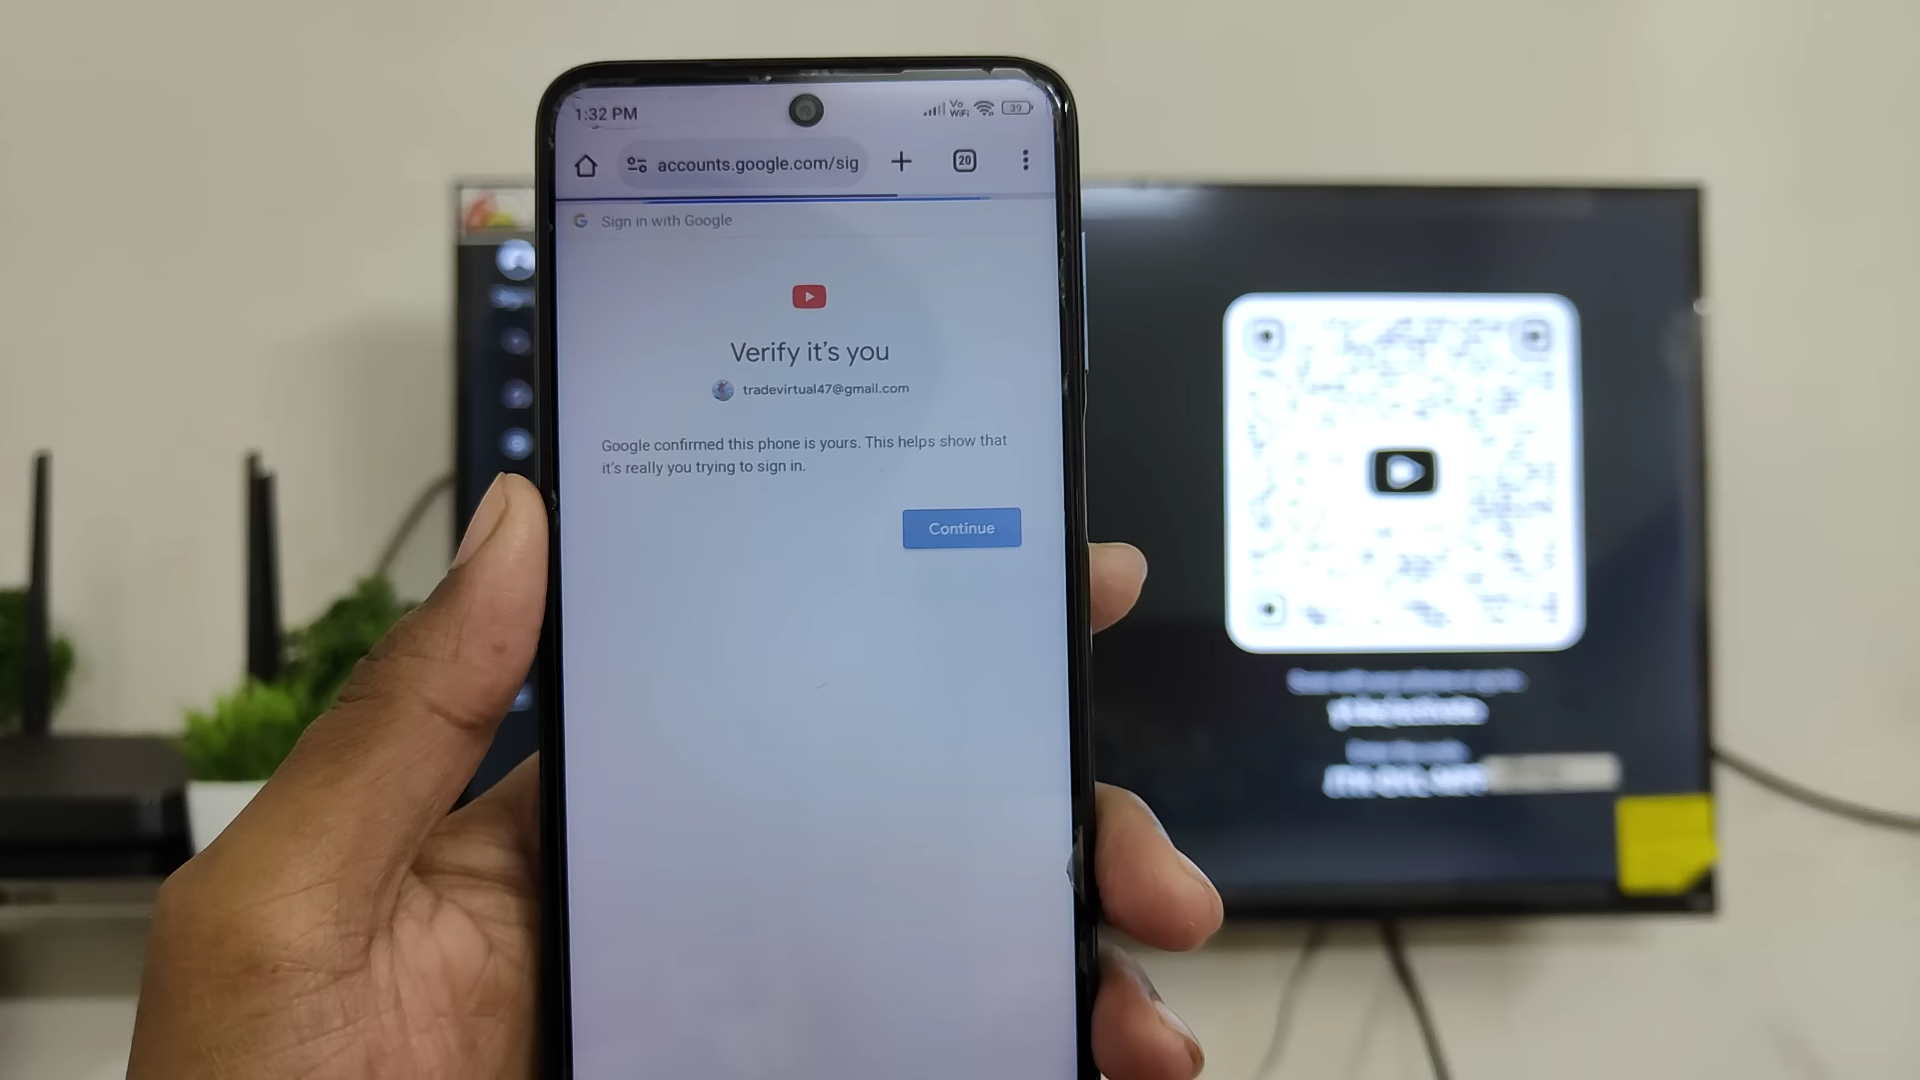 1:32 PM
Vo
WiFi
39
accounts.google.com/sig
20
Sign in with Google
Verify it's you
tradevirtual47@gmail.com
Google confirmed this phone is yours. This helps show that
it's really you trying to sign in.
Continue